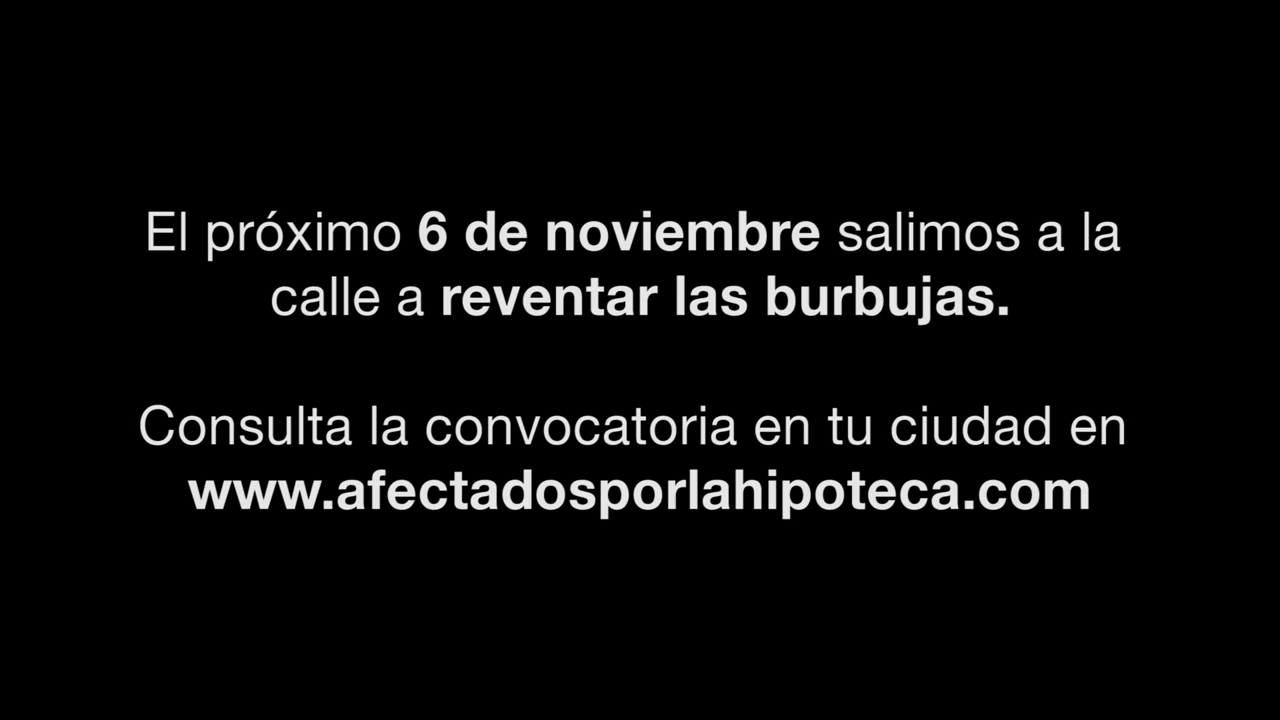 El próximo 6 de noviembre salimos a la
calle a reventar las burbujas.
Consulta la convocatoria en tu ciudad en
www.afectadosporlahipoteca.com